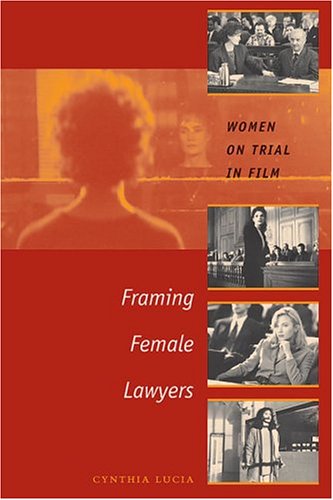 WOMEN
ON TRIAL
IN FILM
Framing
Female
Lawyers
CYNTHIA LUCIA